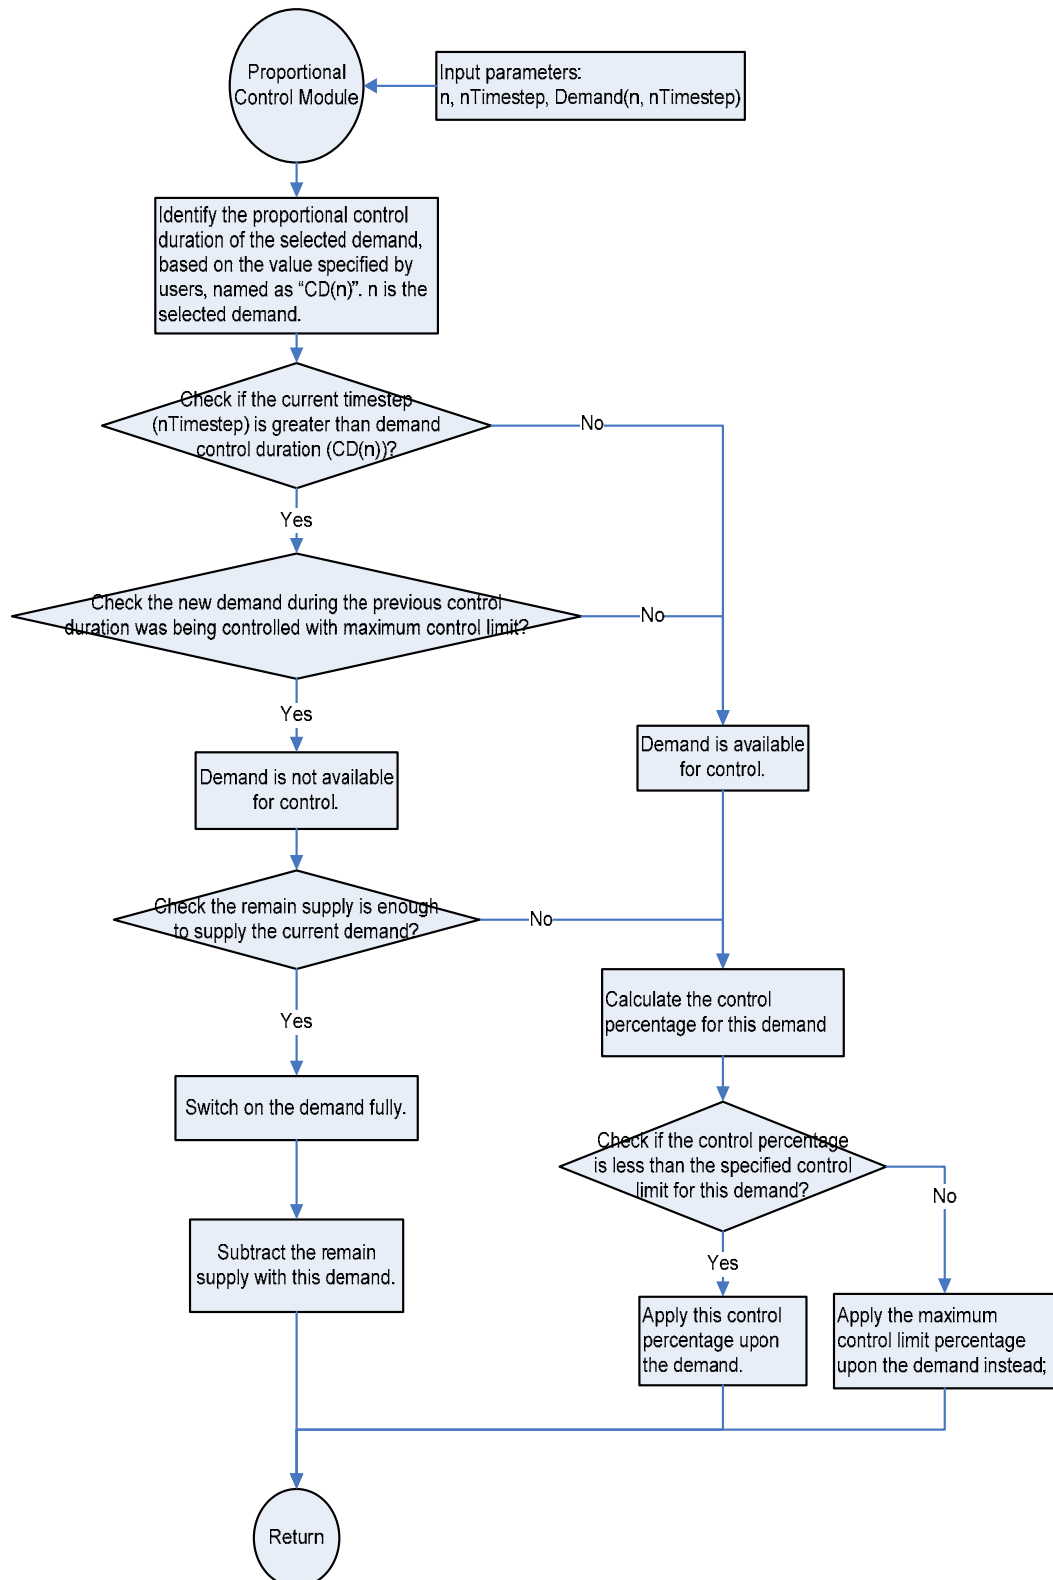 Proportional
Control Module
Input parameters:
n, nTimestep, Demand(n, nTimestep)
Identify the proportional control
duration of the selected demand,
based on the value specified by
users, named as “CD(n)”. n is the
selected demand.
Check if the current timestep
(nTimestep) is greater than demand
control duration (CD(n))?
No
Yes
Check the new demand during the previous control
duration was being controlled with maximum control limit?
No
Yes
Demand is not available
for control.
Demand is available
for control.
Check the remain supply is enough
to supply the current demand?
No
Yes
Calculate the control
percentage for this demand
Switch on the demand fully.
Check if the control percentage
is less than the specified control
limit for this demand?
No
Yes
Subtract the remain
supply with this demand.
Apply this control
percentage upon
the demand.
Apply the maximum
control limit percentage
upon the demand instead;
Return